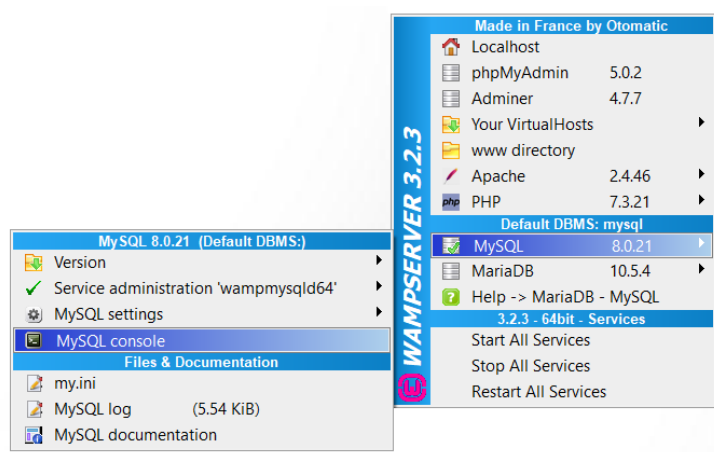 Made in France by Otomatic
Localhost
phpMyAdmin 5.0.2
Adminer 4.7.7
Your VirtualHosts
www directory
Apache 2.4.46
php PHP 7.3.21
Default DBMS: mysql
MySQL 8.0.21
MariaDB 10.5.4
Help -> MariaDB - MySQL
3.2.3 - 64bit - Services
Start All Services
Stop All Services
Restart All Services
WAMPSERVER 3.2.3
MySQL 8.0.21 (Default DBMS:)
Version
Service administration 'wampmysqld64'
MySQL settings
MySQL console
Files & Documentation
my.ini
MySQL log (5.54 KiB)
MySQL documentation